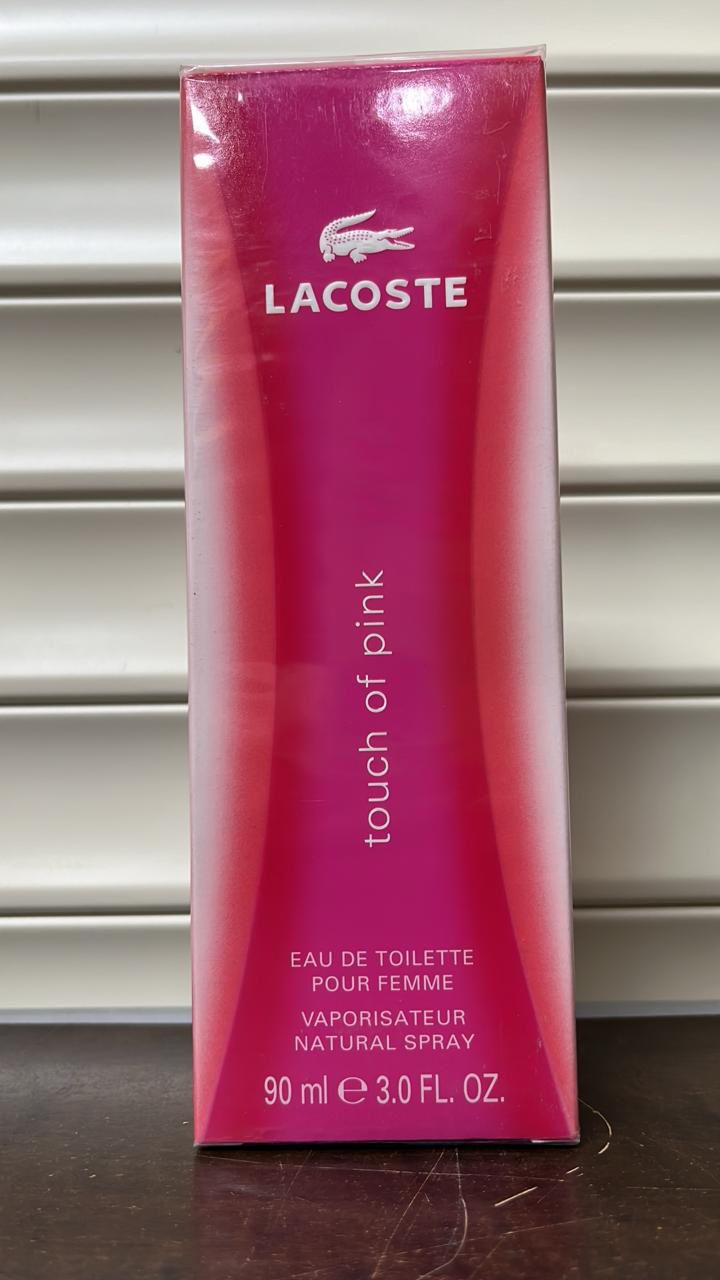 LACOSTE
touch of pink
EAU DE TOILETTE
POUR FEMME
VAPORISATEUR
NATURAL SPRAY
90 ml ℮ 3.0 FL. OZ.